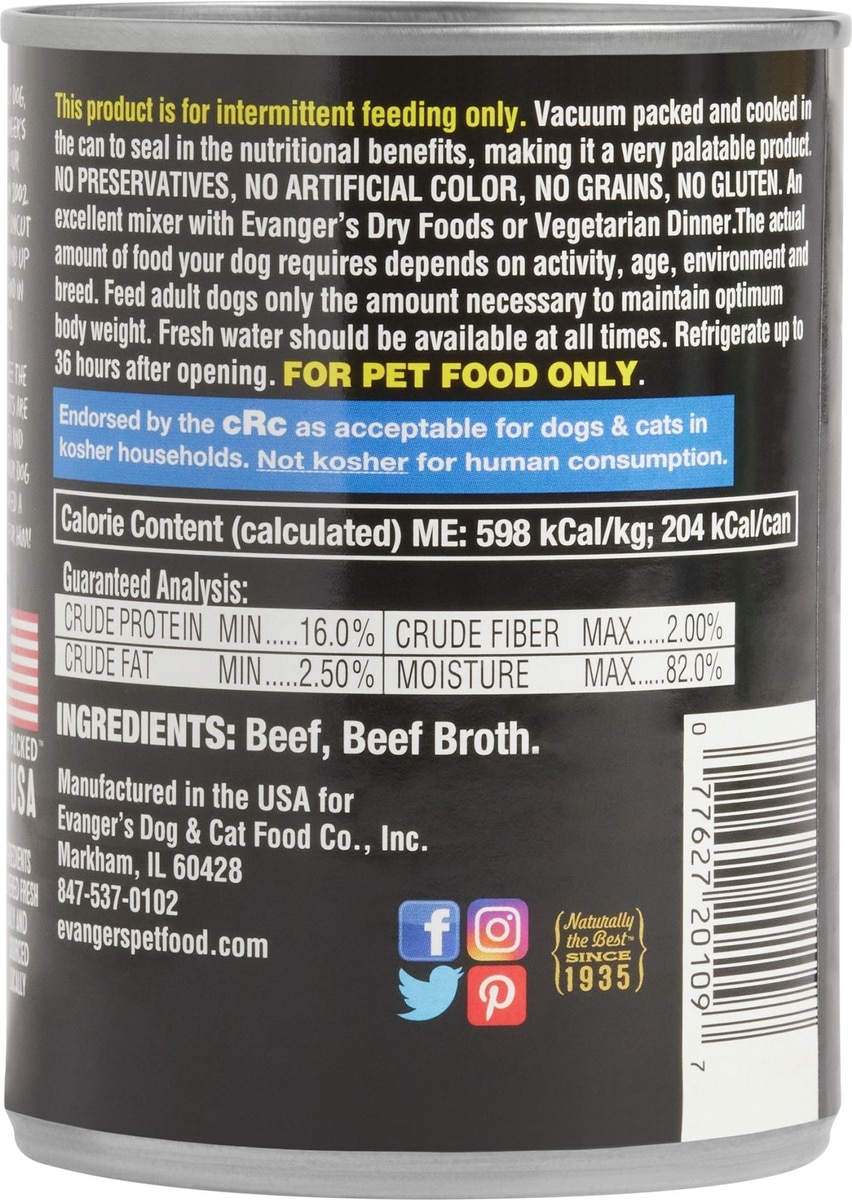 This product is for intermittent feeding only. Vacuum packed and cooked in
the can to seal in the nutritional benefits, making it a very palatable product.
NO PRESERVATIVES, NO ARTIFICIAL COLOR, NO GRAINS, NO GLUTEN. An
excellent mixer with Evanger's Dry Foods or Vegetarian Dinner.The actual
amount of food your dog requires depends on activity, age, environment and
breed. Feed adult dogs only the amount necessary to maintain optimum
body weight. Fresh water should be available at all times. Refrigerate up to
36 hours after opening. FOR PET FOOD ONLY.
Endorsed by the cRc as acceptable for dogs & cats in
kosher households. Not kosher for human consumption.
Calorie Content (calculated) ME: 598 kCal/kg; 204 kCal/can
Guaranteed Analysis:
CRUDE PROTEIN MIN.....16.0% CRUDE FIBER MAX.....2.00%
CRUDE FAT MIN.....2.50% MOISTURE MAX.....82.0%
INGREDIENTS: Beef, Beef Broth.
Manufactured in the USA for
Evanger's Dog & Cat Food Co., Inc.
Markham, IL 60428
847-537-0102
evangerspetfood.com
Naturally
the Best™
SINCE
1935
0 77627 20109 7
USA